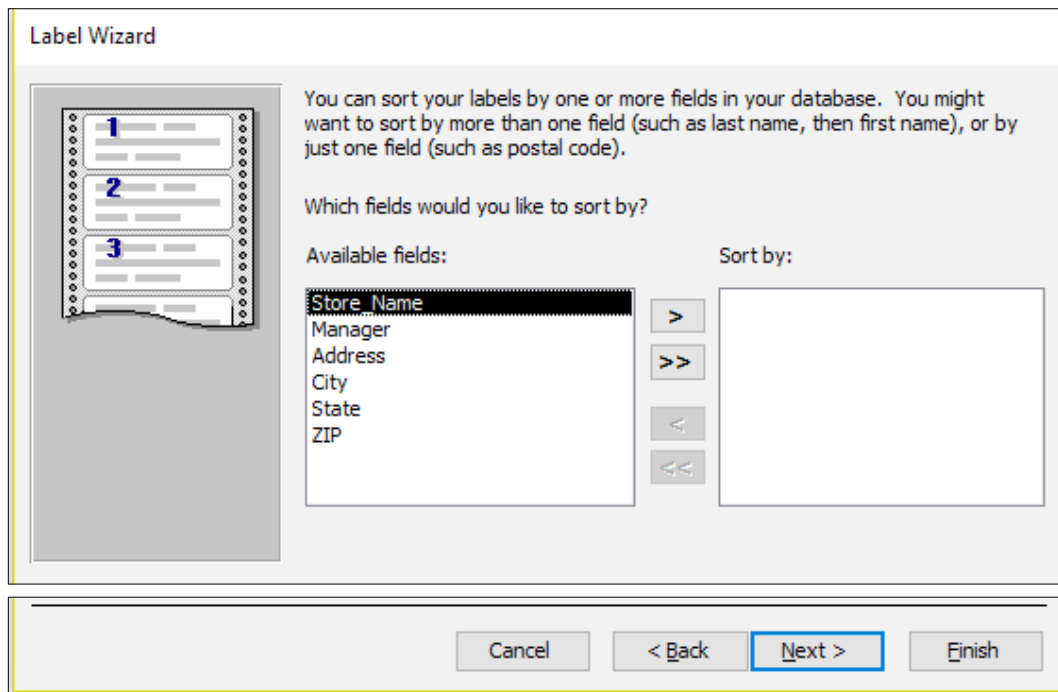 Label Wizard
1
2
3
You can sort your labels by one or more fields in your database. You might
want to sort by more than one field (such as last name, then first name), or by
just one field (such as postal code).
Which fields would you like to sort by?
Available fields:
Sort by:
Store_Name
Manager
Address
City
State
ZIP
>
>>
<
<<
Cancel
< Back
Next >
Finish